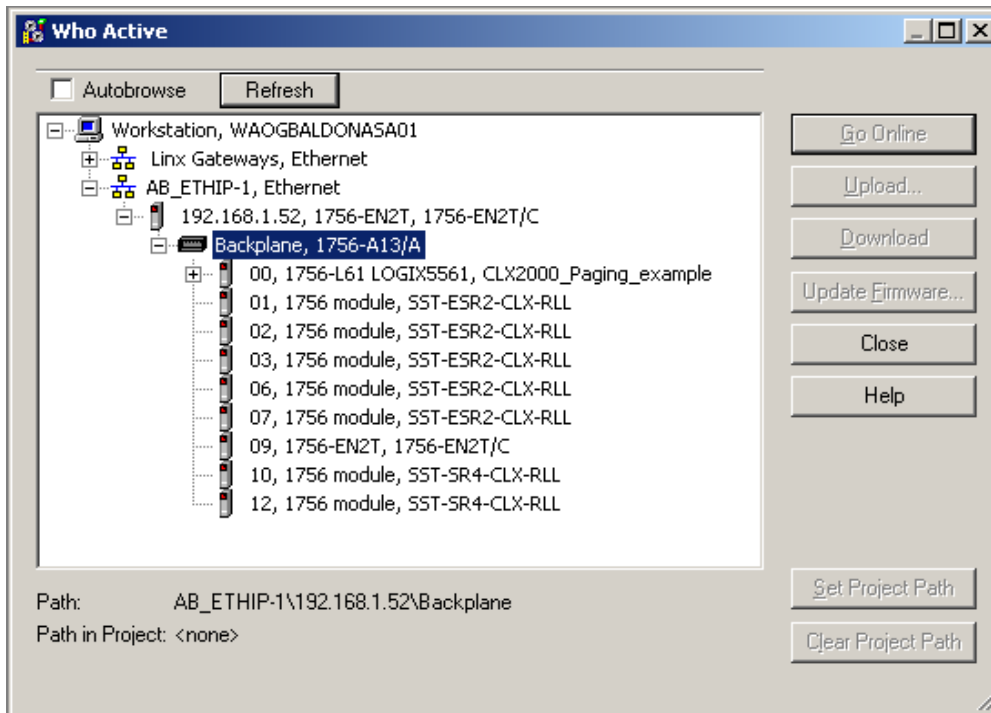 Who Active
Autobrowse
Refresh
Workstation, WAOGBALDONASA01
Linx Gateways, Ethernet
AB_ETHIP-1, Ethernet
192.168.1.52, 1756-EN2T, 1756-EN2T/C
Backplane, 1756-A13/A
00, 1756-L61 LOGIX5561, CLX2000_Paging_example
01, 1756 module, SST-ESR2-CLX-RLL
02, 1756 module, SST-ESR2-CLX-RLL
03, 1756 module, SST-ESR2-CLX-RLL
06, 1756 module, SST-ESR2-CLX-RLL
07, 1756 module, SST-ESR2-CLX-RLL
09, 1756-EN2T, 1756-EN2T/C
10, 1756 module, SST-SR4-CLX-RLL
12, 1756 module, SST-SR4-CLX-RLL
Go Online
Upload...
Download
Update Firmware...
Close
Help
Set Project Path
Clear Project Path
Path: AB_ETHIP-1\192.168.1.52\Backplane
Path in Project: <none>